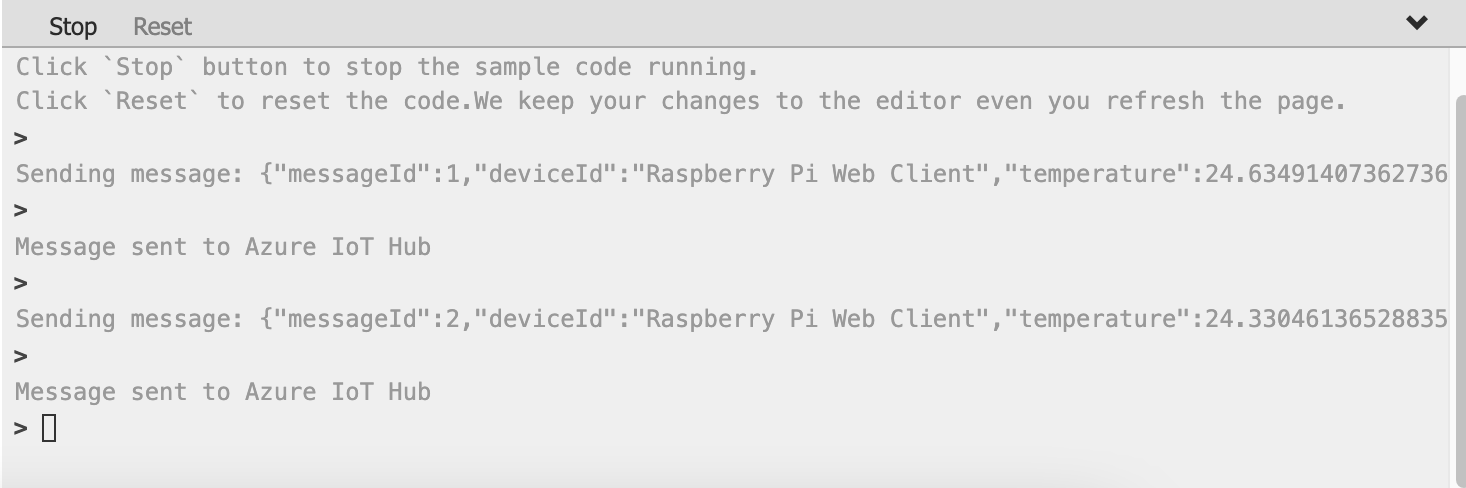 Stop Reset
Click `Stop` button to stop the sample code running.
Click `Reset` to reset the code.We keep your changes to the editor even you refresh the page.
>
Sending message: {"messageId":1,"deviceId":"Raspberry Pi Web Client","temperature":24.63491407362736
>
Message sent to Azure IoT Hub
>
Sending message: {"messageId":2,"deviceId":"Raspberry Pi Web Client","temperature":24.33046136528835
>
Message sent to Azure IoT Hub
>